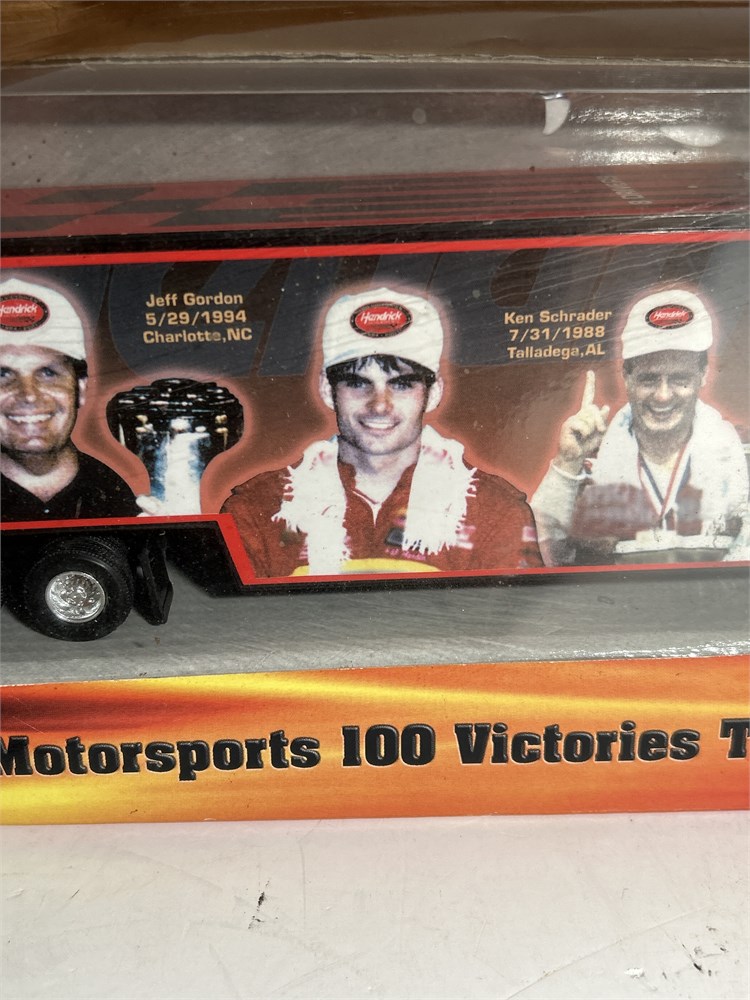 Jeff Gordon
5/29/1994
Charlotte,NC
Ken Schrader
7/31/1988
Talladega,AL
Hendrick
Hendrick
Hendrick
Motorsports 100 Victories T